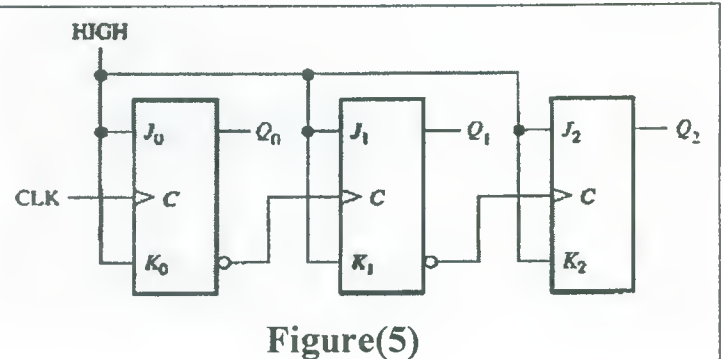 HIGH
J₀ Q₀ J₁ Q₁ J₂ Q₂
CLK C C C
K₀ K₁ K₂
Figure(5)